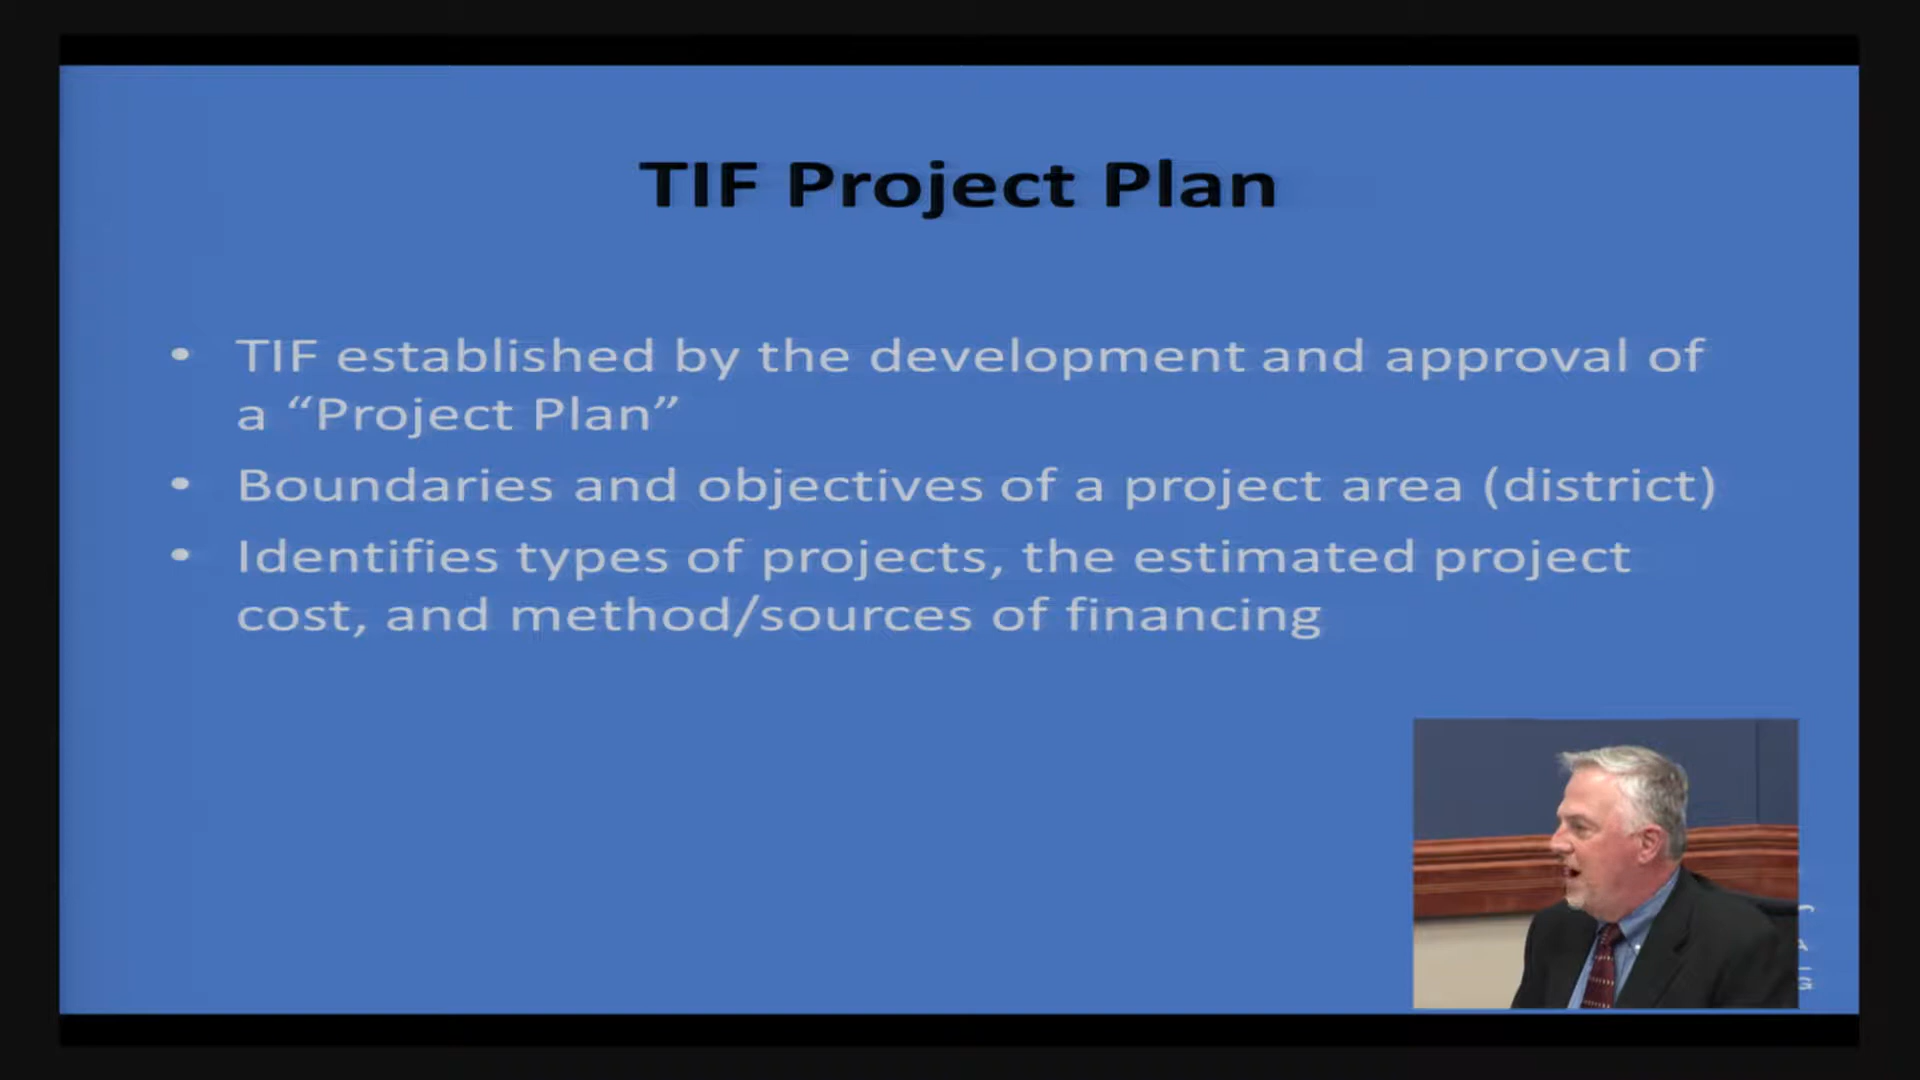 TIF Project Plan
• TIF established by the development and approval of
a “Project Plan”
• Boundaries and objectives of a project area (district)
• Identifies types of projects, the estimated project
cost, and method/sources of financing